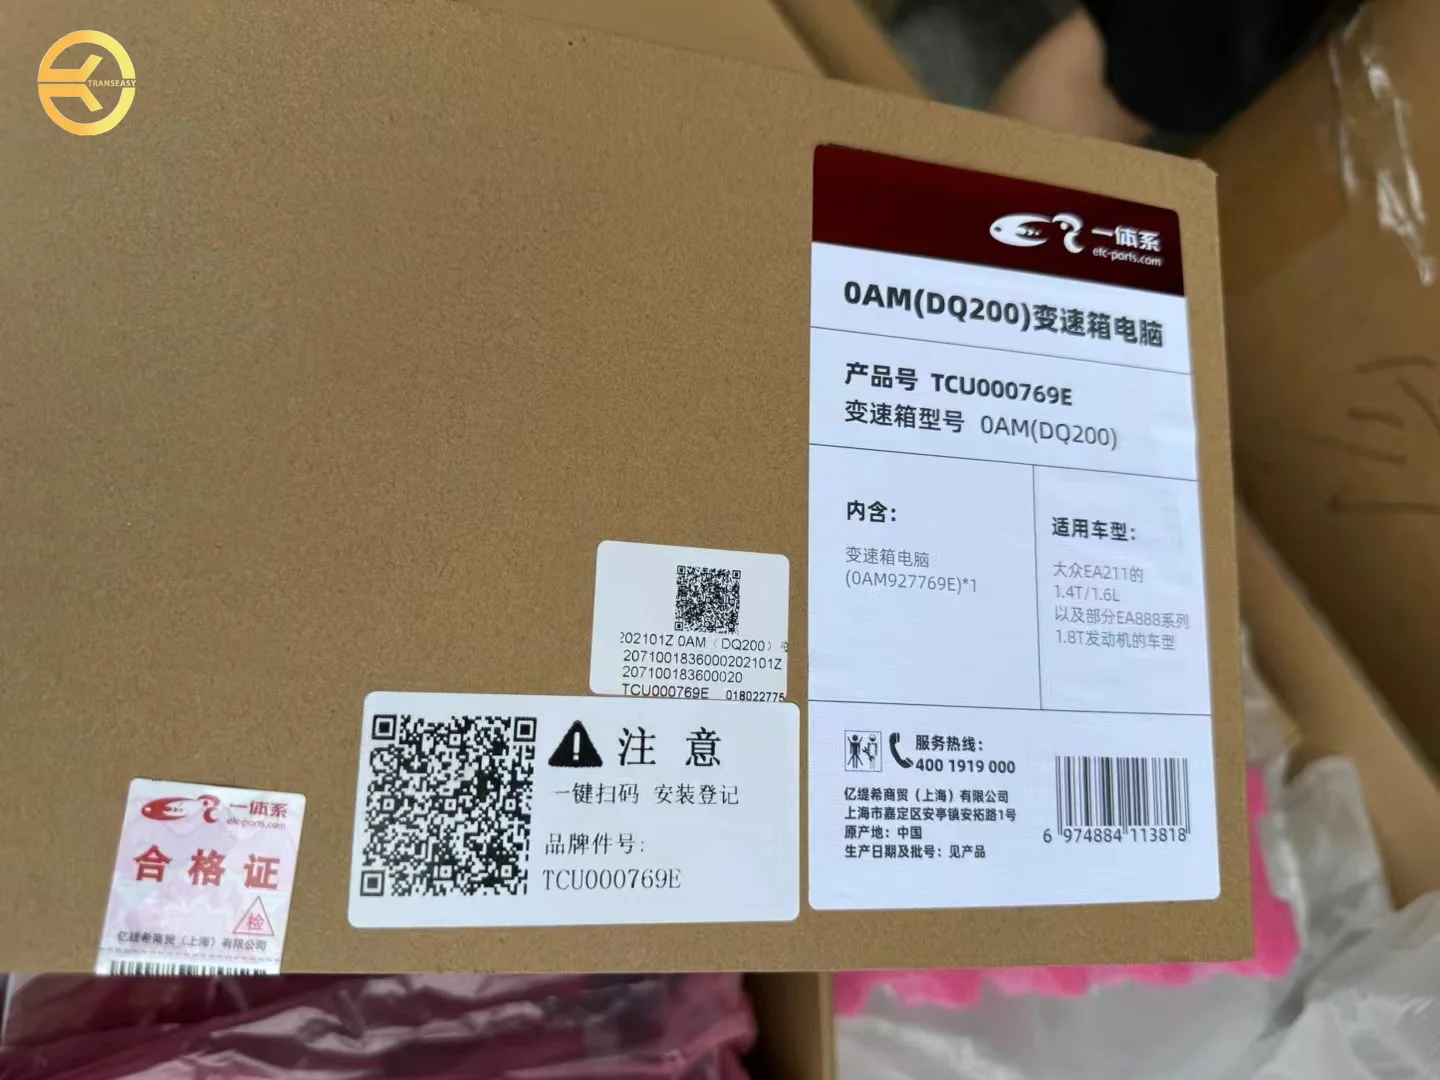 TRANSEASY
一体系
etc-parts.com
0AM(DQ200)变速箱电脑
产品号 TCU000769E
变速箱型号 0AM(DQ200)
内含：
变速箱电脑
(0AM927769E)*1
适用车型：
大众EA211的
1.4T/1.6L
以及部分EA888系列
1.8T发动机的车型
服务热线：
400 1919 000
亿缇希商贸（上海）有限公司
上海市嘉定区安亭镇安拓路1号
原产地：中国
生产日期及批号：见产品
6 974884 113818
202101Z 0AM（DQ200）变
2071001836000202101Z
207100183600020
TCU000769E 018022775
注 意
一键扫码 安装登记
品牌件号:
TCU000769E
一体系
etc-parts.com
合格证
检
亿缇希商贸（上海）有限公司